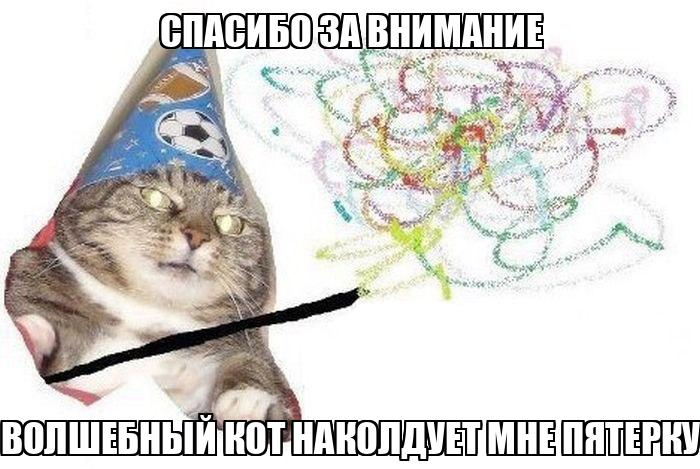 СПАСИБО ЗА ВНИМАНИЕ
ВОЛШЕБНЫЙ КОТ НАКОЛДУЕТ МНЕ ПЯТЕРКУ